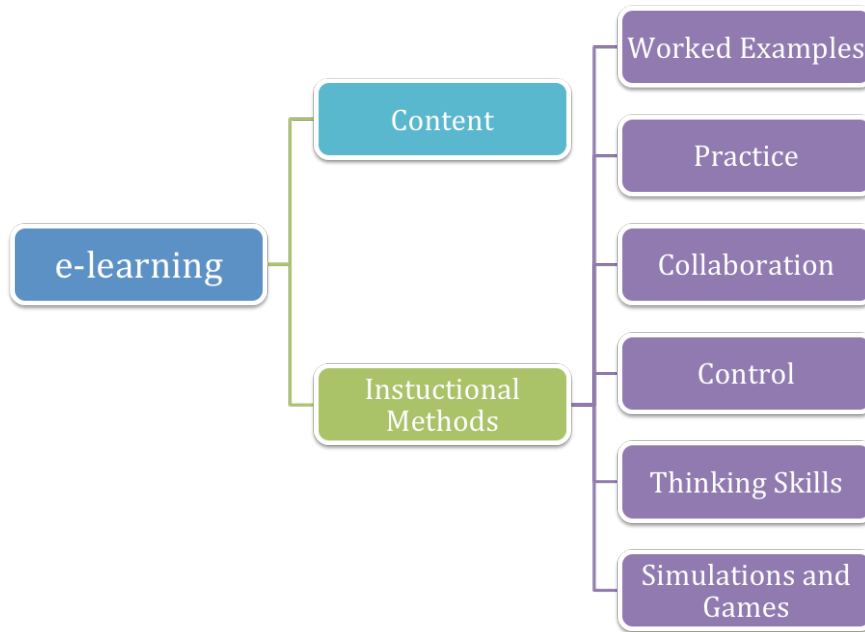 e-learning
Content
Instuctional
Methods
Worked Examples
Practice
Collaboration
Control
Thinking Skills
Simulations and
Games